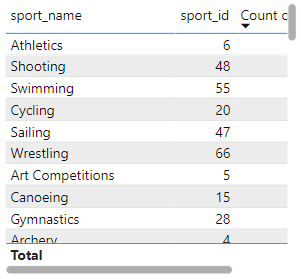 sport_name sport_id Count c
Athletics 6
Shooting 48
Swimming 55
Cycling 20
Sailing 47
Wrestling 66
Art Competitions 5
Canoeing 15
Gymnastics 28
Archery 4
Total